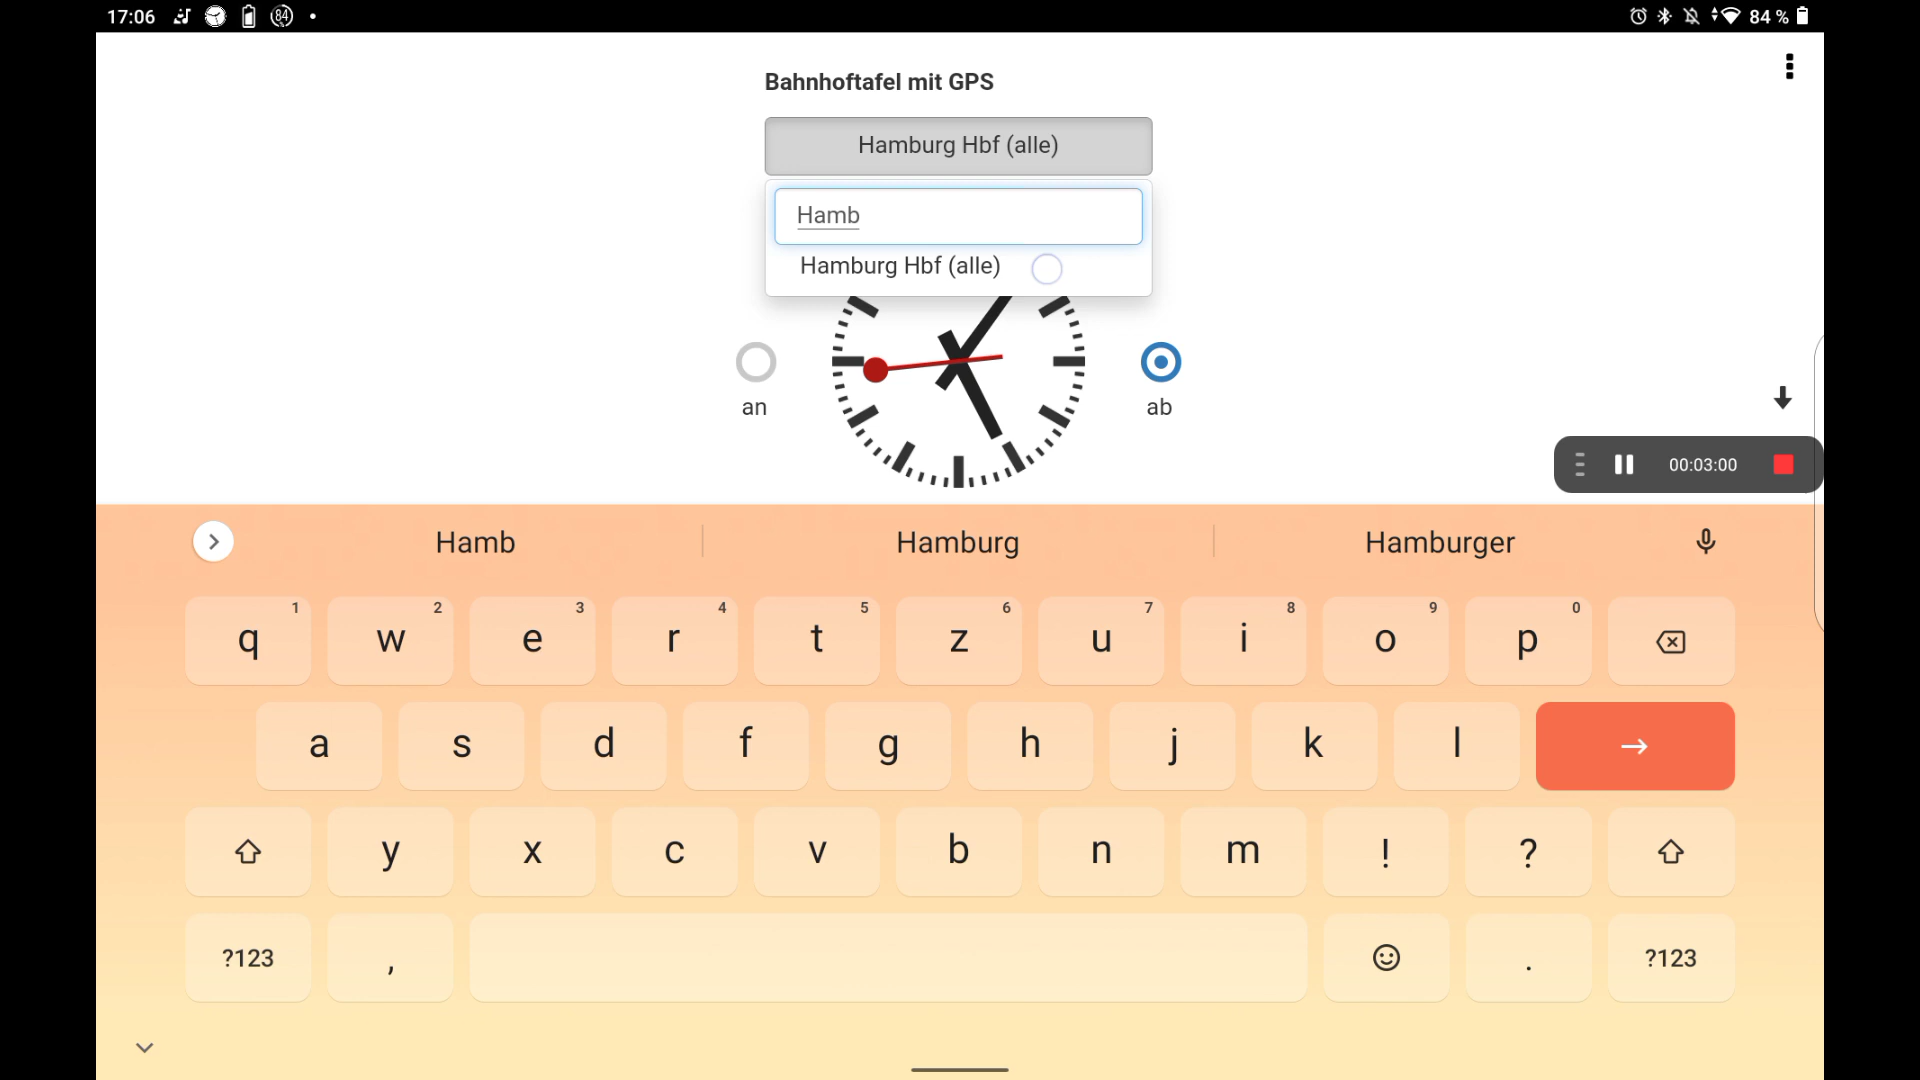 17:06 84 84 %
Bahnhoftafel mit GPS
Hamburg Hbf (alle)
Hamb
Hamburg Hbf (alle)
an ab
00:03:00
Hamb Hamburg Hamburger
1 2 3 4 5 6 7 8 9 0
q w e r t z u i o p
a s d f g h j k l
y x c v b n m ! ?
?123 , . ?123